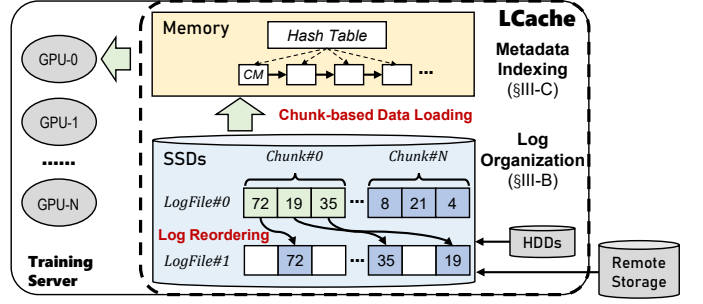 LCache
Memory
Hash Table
CM
...
Metadata
Indexing
(§III-C)
GPU-0
GPU-1
......
GPU-N
Chunk-based Data Loading
SSDs
Chunk#0
Chunk#N
Log
Organization
(§III-B)
LogFile#0
72 19 35 ... 8 21 4
Log Reordering
LogFile#1
72 ... 35 19
HDDs
Remote
Storage
Training
Server